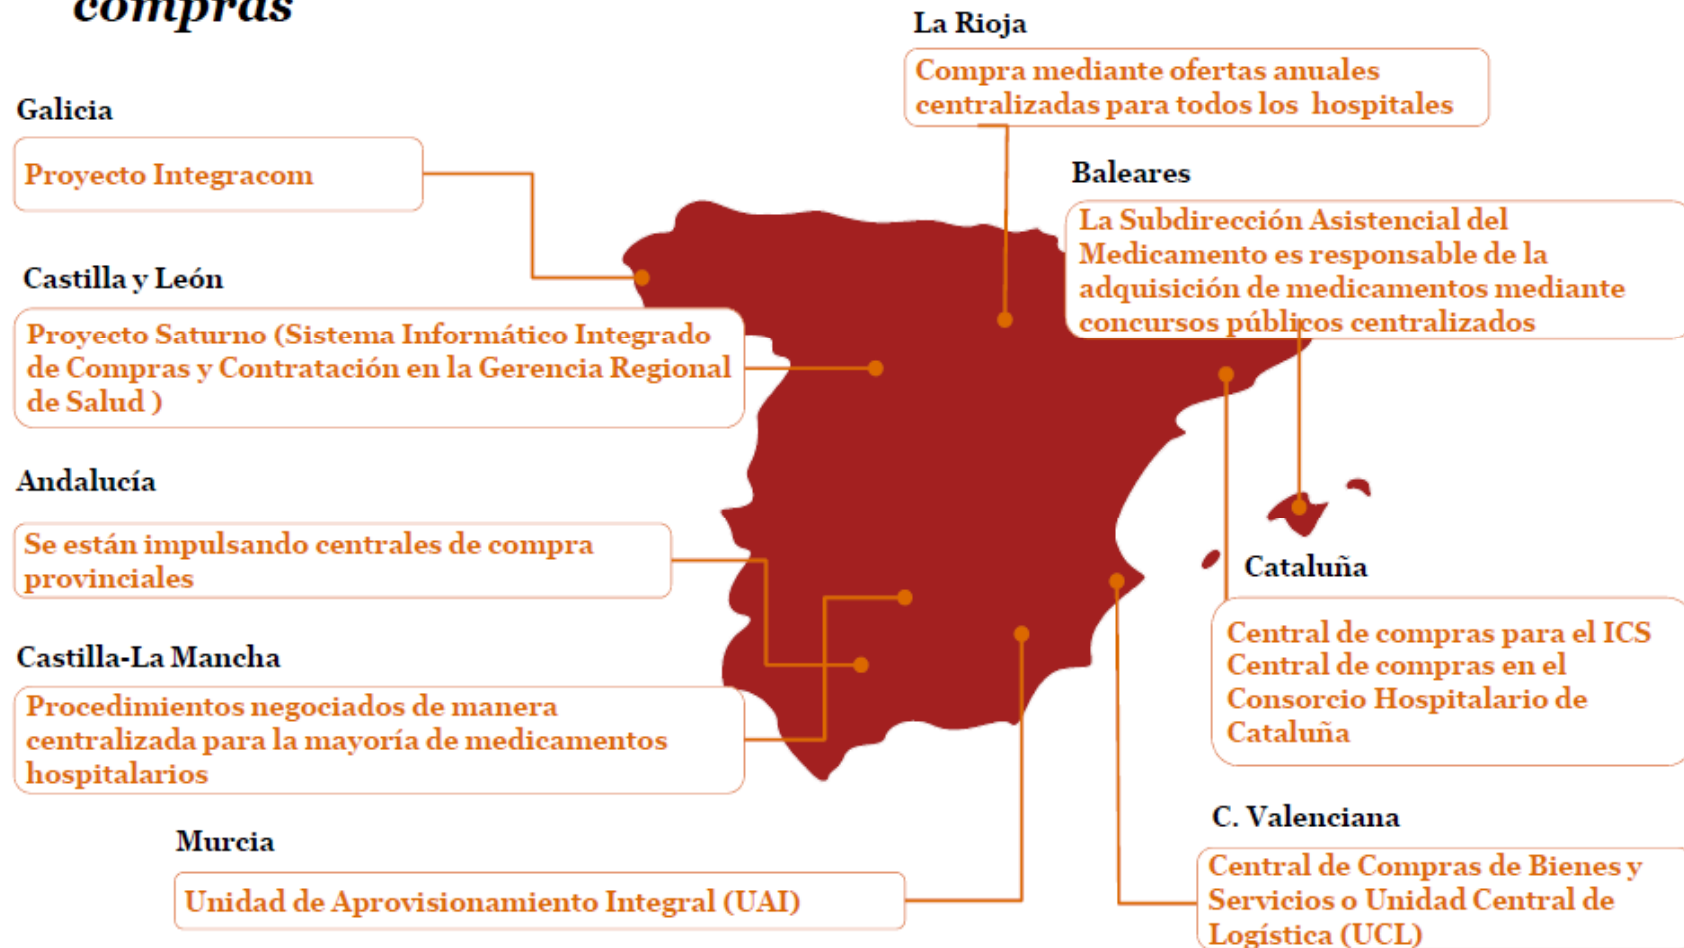 compras
La Rioja
Compra mediante ofertas anuales
centralizadas para todos los hospitales
Galicia
Proyecto Integracom
Baleares
La Subdirección Asistencial del
Medicamento es responsable de la
adquisición de medicamentos mediante
concursos públicos centralizados
Castilla y León
Proyecto Saturno (Sistema Informático Integrado
de Compras y Contratación en la Gerencia Regional
de Salud )
Andalucía
Se están impulsando centrales de compra
provinciales
Cataluña
Central de compras para el ICS
Central de compras en el
Consorcio Hospitalario de
Cataluña
Castilla-La Mancha
Procedimientos negociados de manera
centralizada para la mayoría de medicamentos
hospitalarios
C. Valenciana
Central de Compras de Bienes y
Servicios o Unidad Central de
Logística (UCL)
Murcia
Unidad de Aprovisionamiento Integral (UAI)